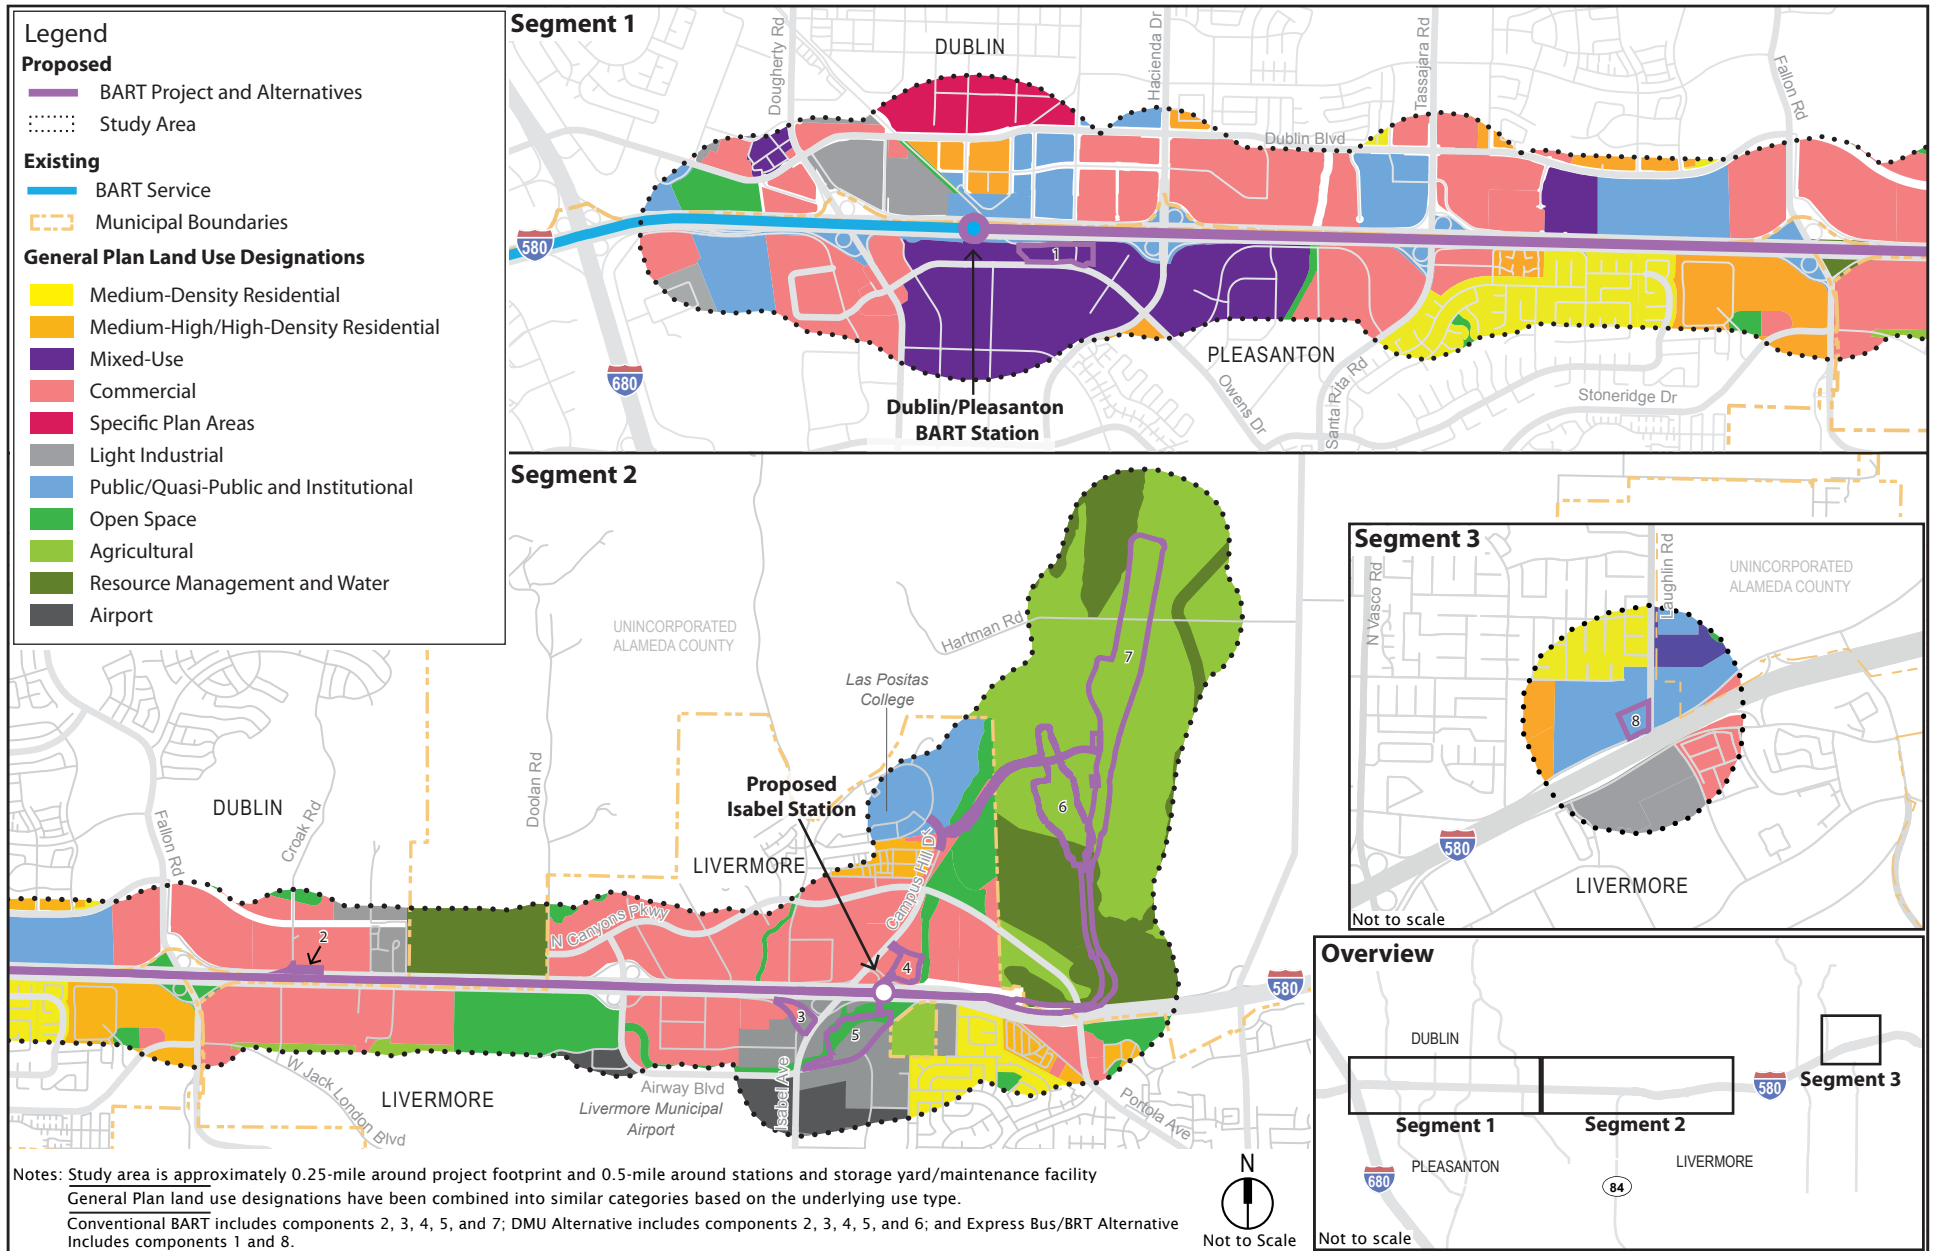 Legend
Proposed
BART Project and Alternatives
Study Area
Existing
BART Service
Municipal Boundaries
General Plan Land Use Designations
Medium-Density Residential
Medium-High/High-Density Residential
Mixed-Use
Commercial
Specific Plan Areas
Light Industrial
Public/Quasi-Public and Institutional
Open Space
Agricultural
Resource Management and Water
Airport
Segment 1
DUBLIN
Dougherty Rd
Hacienda Dr
Tassajara Rd
Fallon Rd
Dublin Blvd
580
680
1
PLEASANTON
Dublin/Pleasanton
BART Station
Owens Dr
Santa Rita Rd
Stoneridge Dr
Segment 2
UNINCORPORATED
ALAMEDA COUNTY
Hartman Rd
Las Positas
College
7
6
Proposed
Isabel Station
DUBLIN
Fallon Rd
Croak Rd
Doolan Rd
LIVERMORE
Campus Hill Dr
N Canyons Pkwy
2
4
3
5
580
W Jack London Blvd
LIVERMORE
Airway Blvd
Livermore Municipal
Airport
Isabel Ave
Portola Ave
Segment 3
N Vasco Rd
Laughlin Rd
UNINCORPORATED
ALAMEDA COUNTY
8
580
LIVERMORE
Not to scale
Overview
DUBLIN
580
Segment 3
Segment 1
Segment 2
PLEASANTON
LIVERMORE
680
84
Not to scale
N
Not to Scale
Notes: Study area is approximately 0.25-mile around project footprint and 0.5-mile around stations and storage yard/maintenance facility
General Plan land use designations have been combined into similar categories based on the underlying use type.
Conventional BART includes components 2, 3, 4, 5, and 7; DMU Alternative includes components 2, 3, 4, 5, and 6; and Express Bus/BRT Alternative
Includes components 1 and 8.